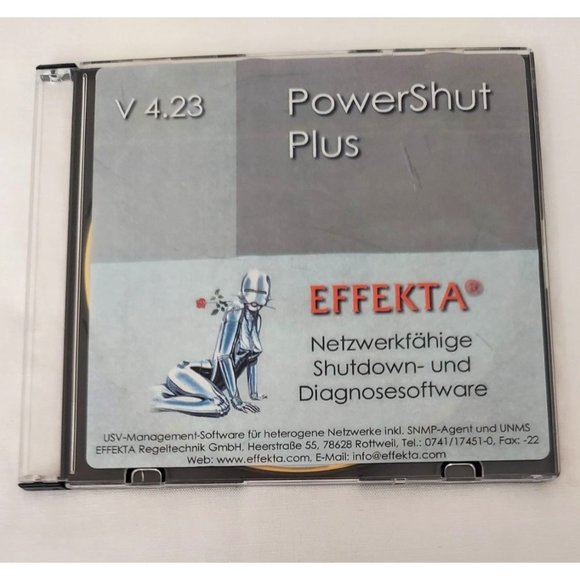 V 4.23
PowerShut
Plus
EFFEKTA®
Netzwerkfähige
Shutdown- und
Diagnosesoftware
USV-Management-Software für heterogene Netzwerke inkl. SNMP-Agent und UNMS
EFFEKTA Regeltechnik GmbH, Heerstraße 55, 78628 Rottweil, Tel.: 0741/17451-0, Fax: -22
Web: www.effekta.com, E-Mail: info@effekta.com